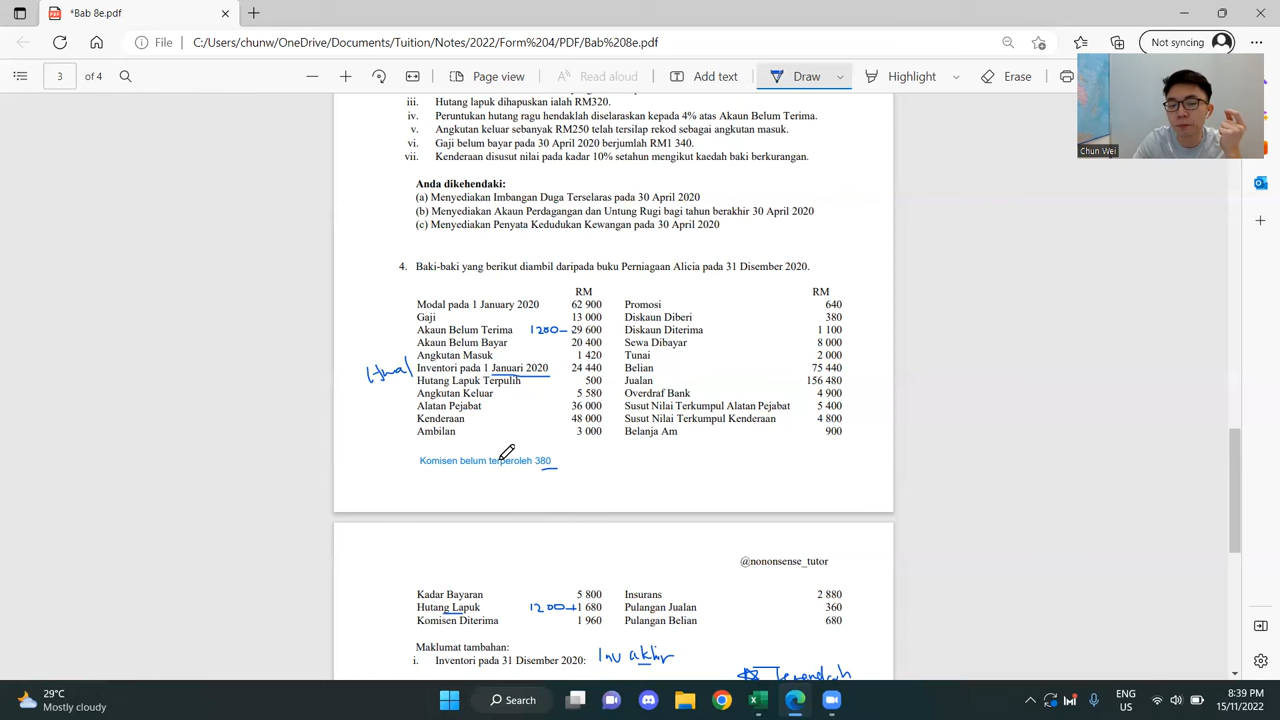 *Bab 8e.pdf
File C:/Users/chunw/OneDrive/Documents/Tuition/Notes/2022/Form%204/PDF/Bab%208e.pdf Not syncing
3 of 4 Page view Read aloud Add text Draw Highlight Erase
Chun Wei
iii. Hutang lapuk dihapuskan ialah RM320.
iv. Peruntukan hutang ragu hendaklah diselaraskan kepada 4% atas Akaun Belum Terima.
v. Angkutan keluar sebanyak RM250 telah tersilap rekod sebagai angkutan masuk.
vi. Gaji belum bayar pada 30 April 2020 berjumlah RM1 340.
vii. Kenderaan disusut nilai pada kadar 10% setahun mengikut kaedah baki berkurangan.
Anda dikehendaki:
(a) Menyediakan Imbangan Duga Terselaras pada 30 April 2020
(b) Menyediakan Akaun Perdagangan dan Untung Rugi bagi tahun berakhir 30 April 2020
(c) Menyediakan Penyata Kedudukan Kewangan pada 30 April 2020
4. Baki-baki yang berikut diambil daripada buku Perniagaan Alicia pada 31 Disember 2020.
RM RM
Modal pada 1 January 2020 62 900 Promosi 640
Gaji 13 000 Diskaun Diberi 380
Akaun Belum Terima 1200- 29 600 Diskaun Diterima 1 100
Akaun Belum Bayar 20 400 Sewa Dibayar 8 000
Angkutan Masuk 1 420 Tunai 2 000
Inventori pada 1 Januari 2020 24 440 Belian 75 440
Hutang Lapuk Terpulih 500 Jualan 156 480
Angkutan Keluar 5 580 Overdraf Bank 4 900
Alatan Pejabat 36 000 Susut Nilai Terkumpul Alatan Pejabat 5 400
Kenderaan 48 000 Susut Nilai Terkumpul Kenderaan 4 800
Ambilan 3 000 Belanja Am 900
Komisen belum terperoleh 380
@nononsense_tutor
Kadar Bayaran 5 800 Insurans 2 880
Hutang Lapuk 1200+ 1 680 Pulangan Jualan 360
Komisen Diterima 1 960 Pulangan Belian 680
Maklumat tambahan:
i. Inventori pada 31 Disember 2020: Inv akhir
Terendah
29°C
Mostly cloudy
Search
ENG
US
8:39 PM
15/11/2022